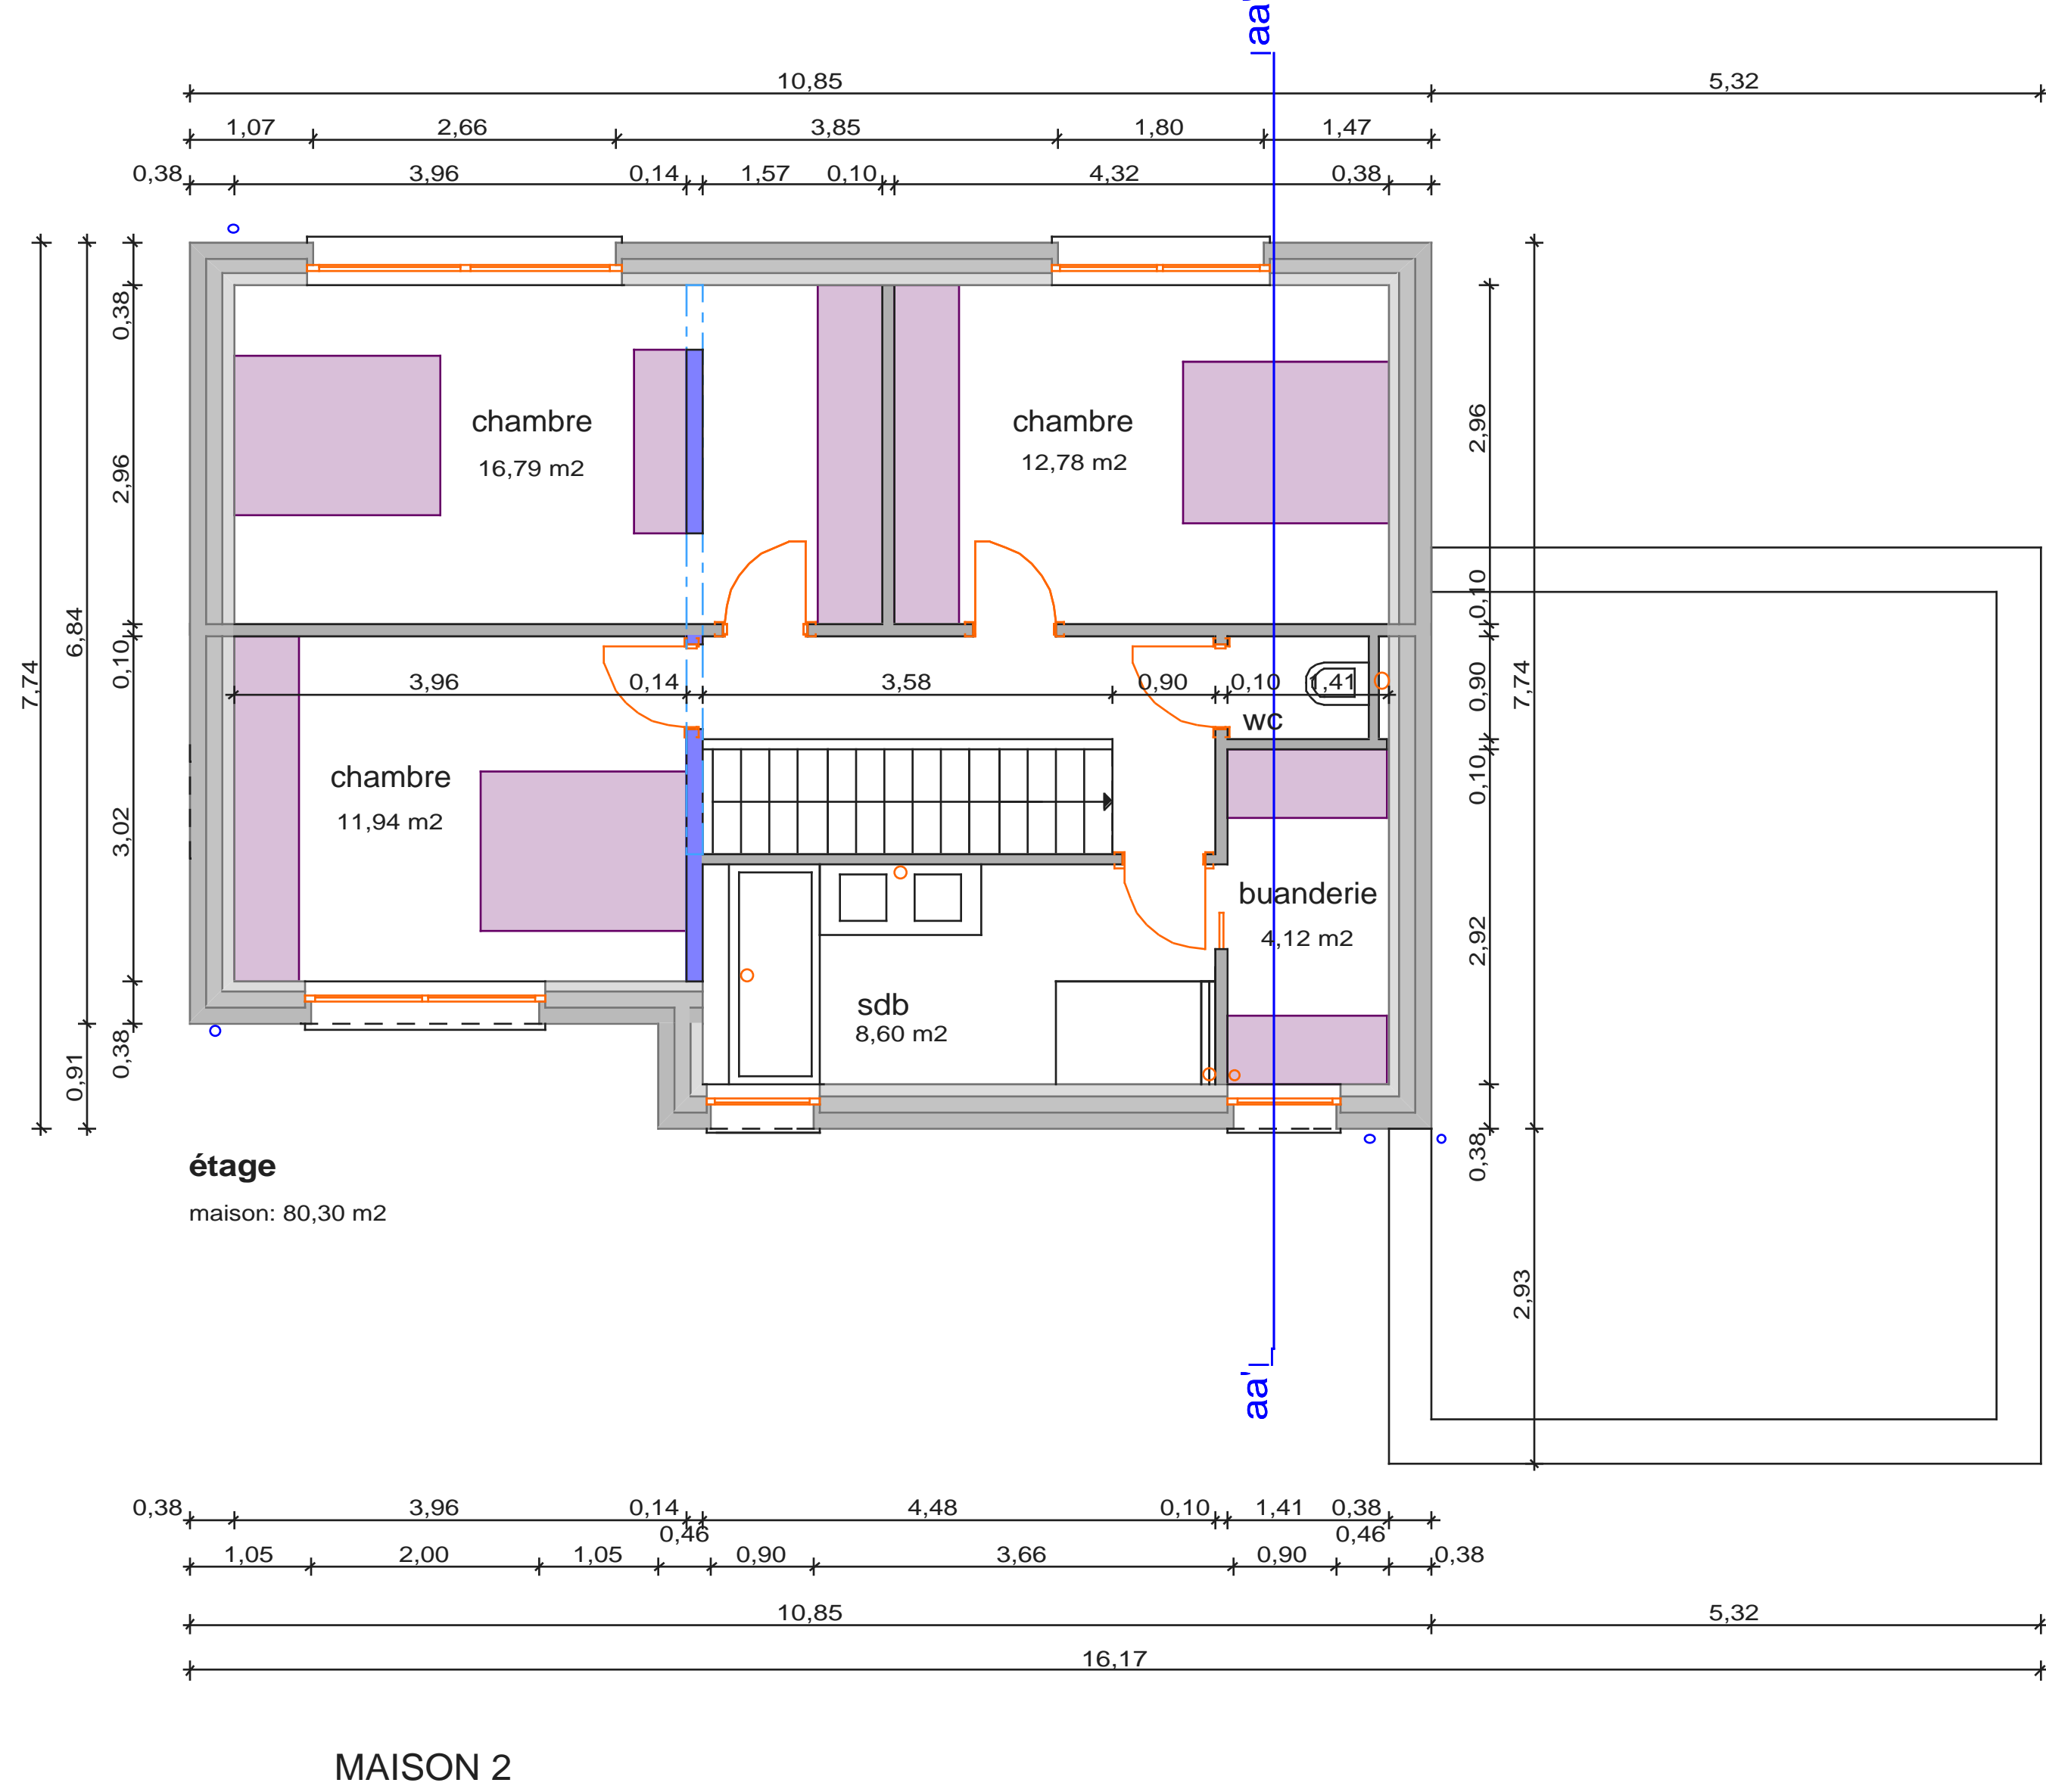 aa'
10,85 5,32
1,07 2,66 3,85 1,80 1,47
0,38 3,96 0,14 1,57 0,10 4,32 0,38
0,38
2,96
0,10
3,02
0,38
6,84
0,91
7,74
chambre
16,79 m2
chambre
12,78 m2
2,96
0,10
0,90
0,10
2,92
0,38
7,74
2,93
3,96 0,14 3,58 0,90 0,10 1,41
wc
chambre
11,94 m2
buanderie
4,12 m2
sdb
8,60 m2
étage
maison: 80,30 m2
aa'
0,38 3,96 0,14 4,48 0,10 1,41 0,38
0,46 0,46
1,05 2,00 1,05 0,90 3,66 0,90 0,38
10,85 5,32
16,17
MAISON 2